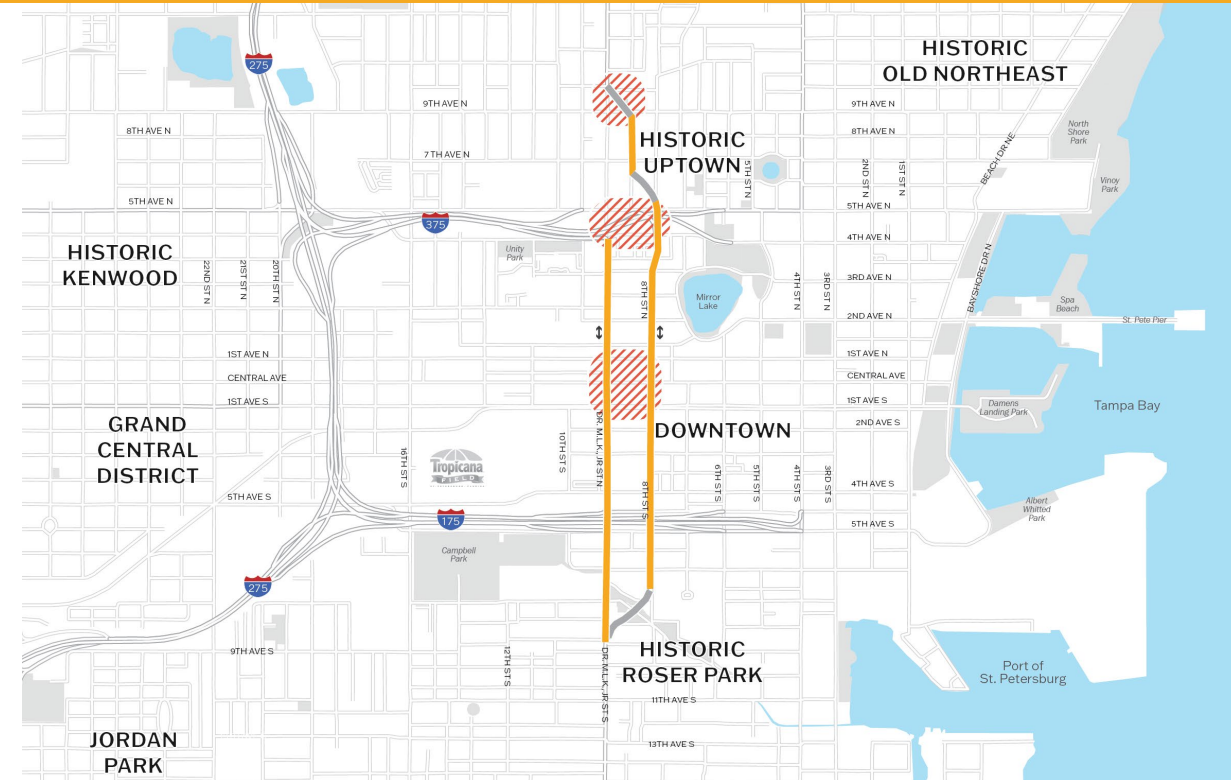 HISTORIC
OLD NORTHEAST
275
9TH AVE N
9TH AVE N
8TH AVE N
8TH AVE N
North
Shore
Park
HISTORIC
UPTOWN
7 TH AVE N
5TH ST N
2ND ST N
1ST ST N
BEACH DR NE
Vinoy
Park
5TH AVE N
5TH AVE N
375
4TH AVE N
HISTORIC
KENWOOD
22ND ST N
21ST ST N
20TH ST N
Unity
Park
8TH ST N
4TH ST N
3RD ST N
3RD AVE N
BAYSHORE DR N
Mirror
Lake
Spa
Beach
2ND AVE N
St. Pete Pier
1ST AVE N
1ST AVE N
CENTRAL AVE
CENTRAL AVE
1ST AVE S
1ST AVE S
Damens
Landing Park
Tampa Bay
GRAND
CENTRAL
DISTRICT
2ND AVE S
DOWNTOWN
16TH ST S
Tropicana
FIELD
10TH ST S
DR. M.L.K. JR ST N
8TH ST S
6TH ST S
5TH ST S
4TH ST S
3RD ST S
4TH AVE S
5TH AVE S
175
5TH AVE S
Albert
Whitted
Park
Campbell
Park
275
9TH AVE S
12TH ST S
DR. M.L.K. JR ST S
HISTORIC
ROSER PARK
Port of
St. Petersburg
11TH AVE S
JORDAN
PARK
13TH AVE S